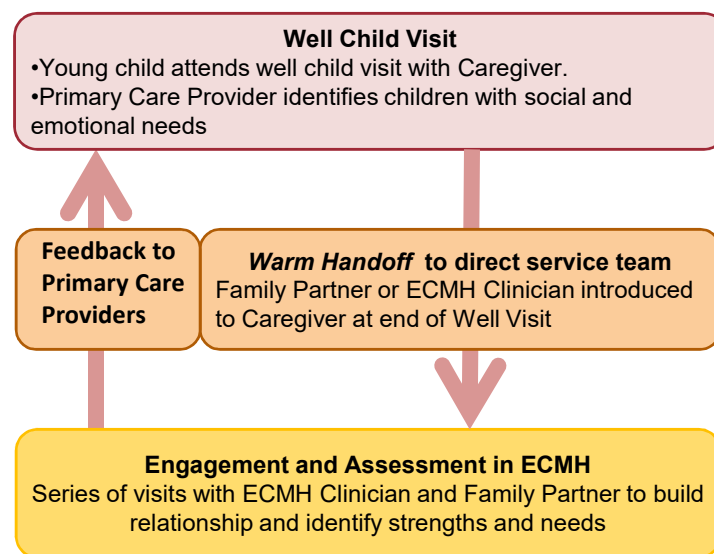 Well Child Visit
•Young child attends well child visit with Caregiver.
•Primary Care Provider identifies children with social and
emotional needs
Feedback to
Primary Care
Providers
Warm Handoff to direct service team
Family Partner or ECMH Clinician introduced
to Caregiver at end of Well Visit
Engagement and Assessment in ECMH
Series of visits with ECMH Clinician and Family Partner to build
relationship and identify strengths and needs